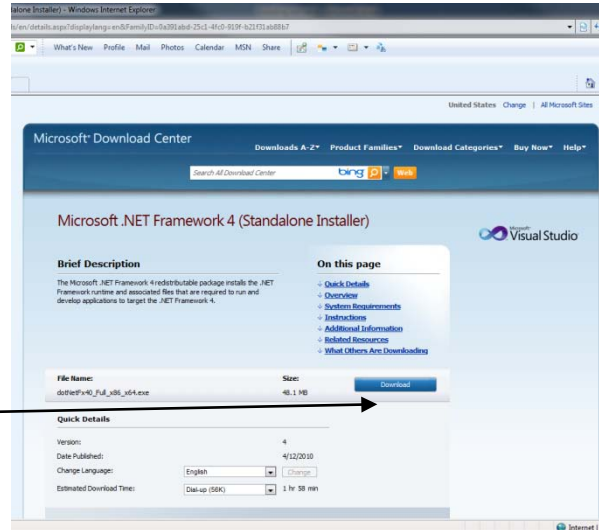 alone Installer) - Windows Internet Explorer
details.aspx?displaylang=en&FamilyID=0a391abd-25c1-4fc0-919f-b21f31ab88b7
What's New Profile Mail Photos Calendar MSN Share
United States Change | All Microsoft Sites
Microsoft Download Center
Downloads A-Z Product Families Download Categories Buy Now Help
Search All Download Center bing Web
Microsoft .NET Framework 4 (Standalone Installer)
Microsoft Visual Studio
Brief Description
The Microsoft .NET Framework 4 redistributable package installs the .NET
Framework runtime and associated files that are required to run and
develop applications to target the .NET Framework 4.
On this page
Quick Details
Overview
System Requirements
Instructions
Additional Information
Related Resources
What Others Are Downloading
File Name: Size:
dotNetFx40_Full_x86_x64.exe 48.1 MB Download
Quick Details
Version: 4
Date Published: 4/12/2010
Change Language: English Change
Estimated Download Time: Dial-up (56K) 1 hr 58 min
Internet